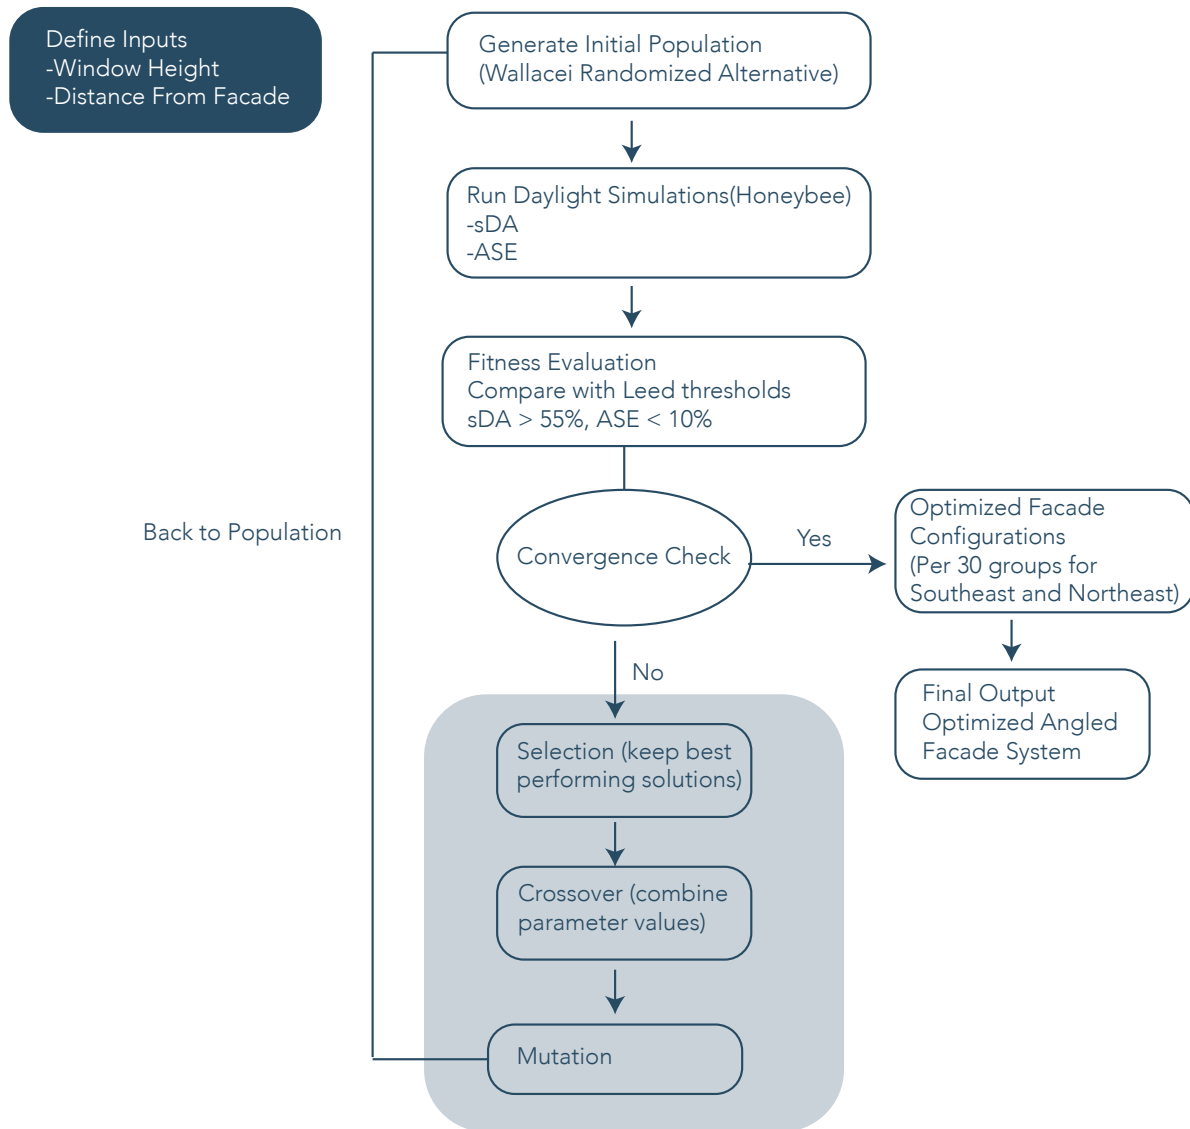 Define Inputs
-Window Height
-Distance From Facade
Generate Initial Population
(Wallacei Randomized Alternative)
Run Daylight Simulations(Honeybee)
-sDA
-ASE
Fitness Evaluation
Compare with Leed thresholds
sDA > 55%, ASE < 10%
Back to Population
Convergence Check
Yes
Optimized Facade
Configurations
(Per 30 groups for
Southeast and Northeast)
No
Final Output
Optimized Angled
Facade System
Selection (keep best
performing solutions)
Crossover (combine
parameter values)
Mutation